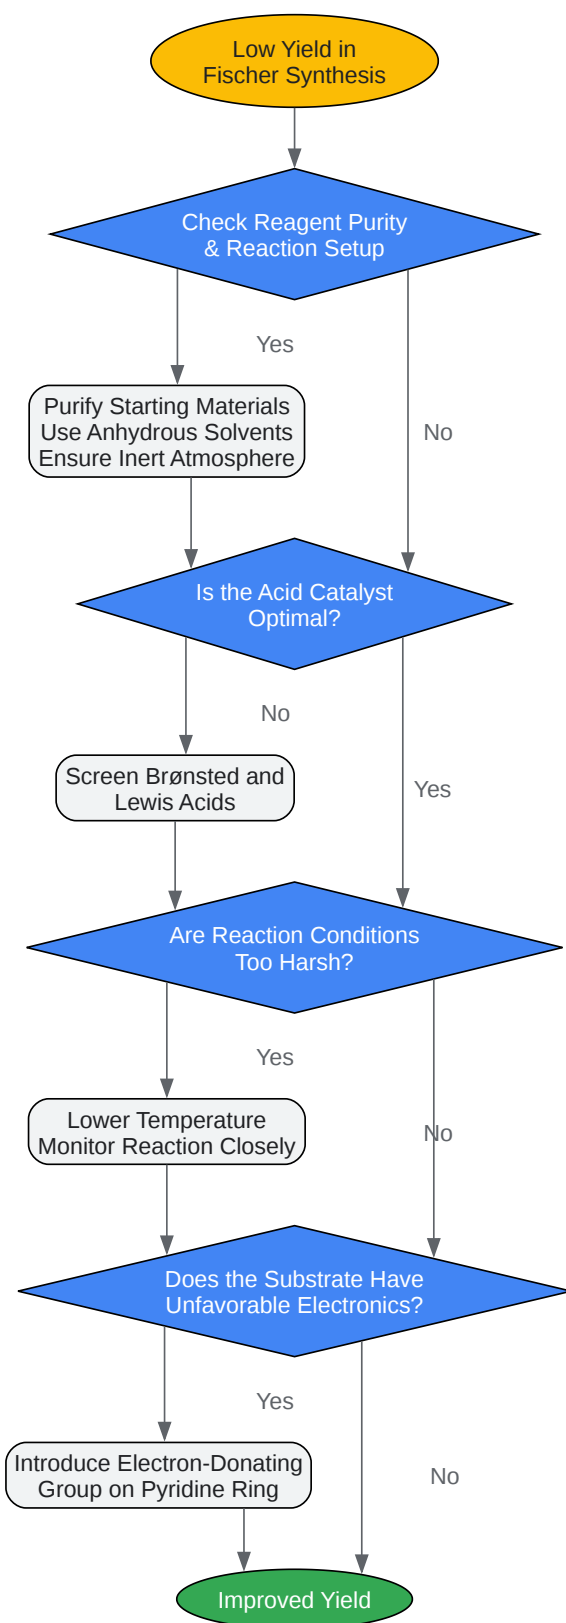 Low Yield in
Fischer Synthesis
Check Reagent Purity
& Reaction Setup
Yes
Purify Starting Materials
Use Anhydrous Solvents
Ensure Inert Atmosphere
No
Is the Acid Catalyst
Optimal?
No
Screen Brønsted and
Lewis Acids
Yes
Are Reaction Conditions
Too Harsh?
Yes
Lower Temperature
Monitor Reaction Closely
No
Does the Substrate Have
Unfavorable Electronics?
Yes
Introduce Electron-Donating
Group on Pyridine Ring
No
Improved Yield